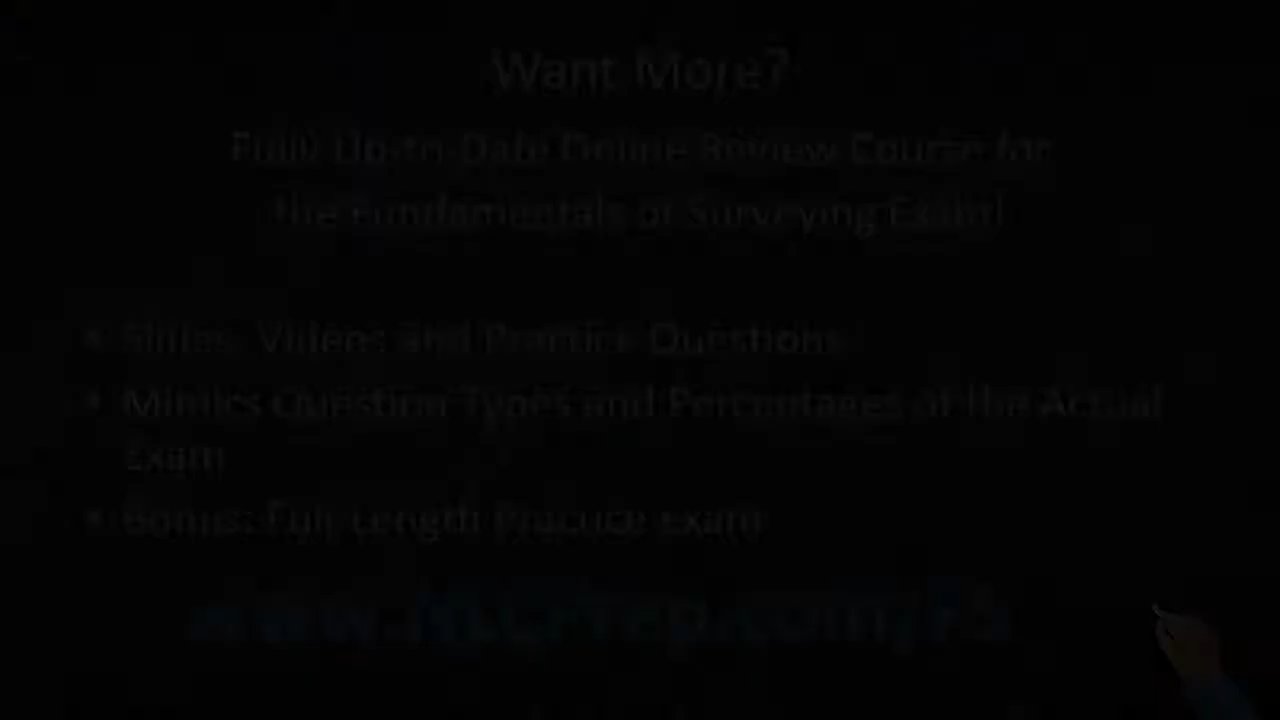 Want More?
Fully Up-to-Date Online Review Course for
the Fundamentals of Surveying Exam!
• Slides, Videos and Practice Questions
• Mimics Question Types and Percentages of the Actual
Exam
• Bonus: Full Length Practice Exam